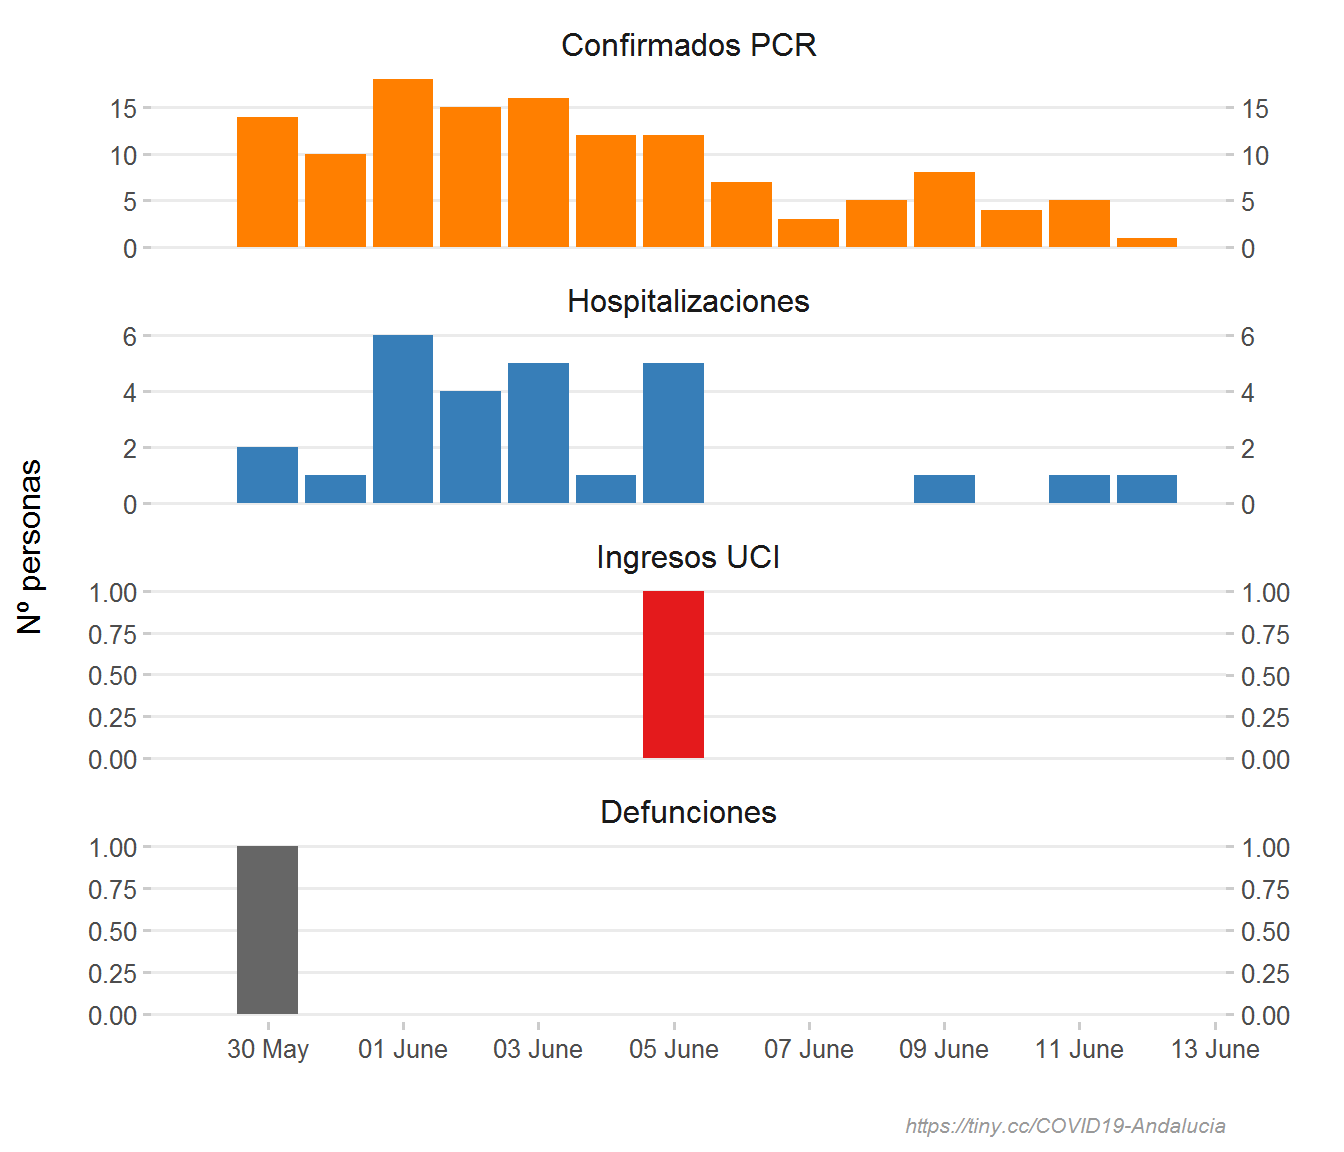 Confirmados PCR
15 15
10 10
5 5
0 0
Hospitalizaciones
6 6
4 4
2 2
0 0
Nº personas
Ingresos UCI
1.00 1.00
0.75 0.75
0.50 0.50
0.25 0.25
0.00 0.00
Defunciones
1.00 1.00
0.75 0.75
0.50 0.50
0.25 0.25
0.00 0.00
30 May 01 June 03 June 05 June 07 June 09 June 11 June 13 June
https://tiny.cc/COVID19-Andalucia